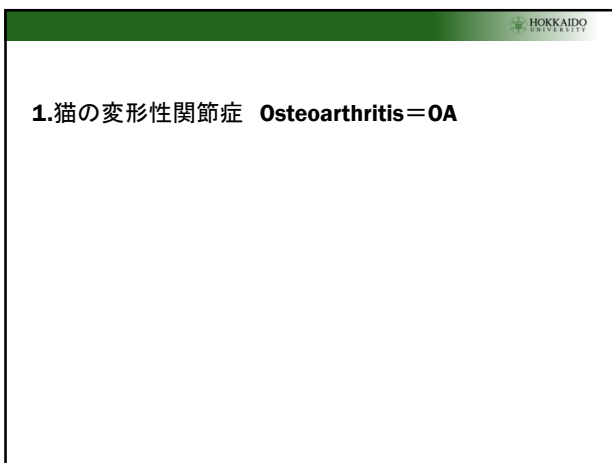 HOKKAIDO
UNIVERSITY
1.猫の変形性関節症 Osteoarthritis＝OA